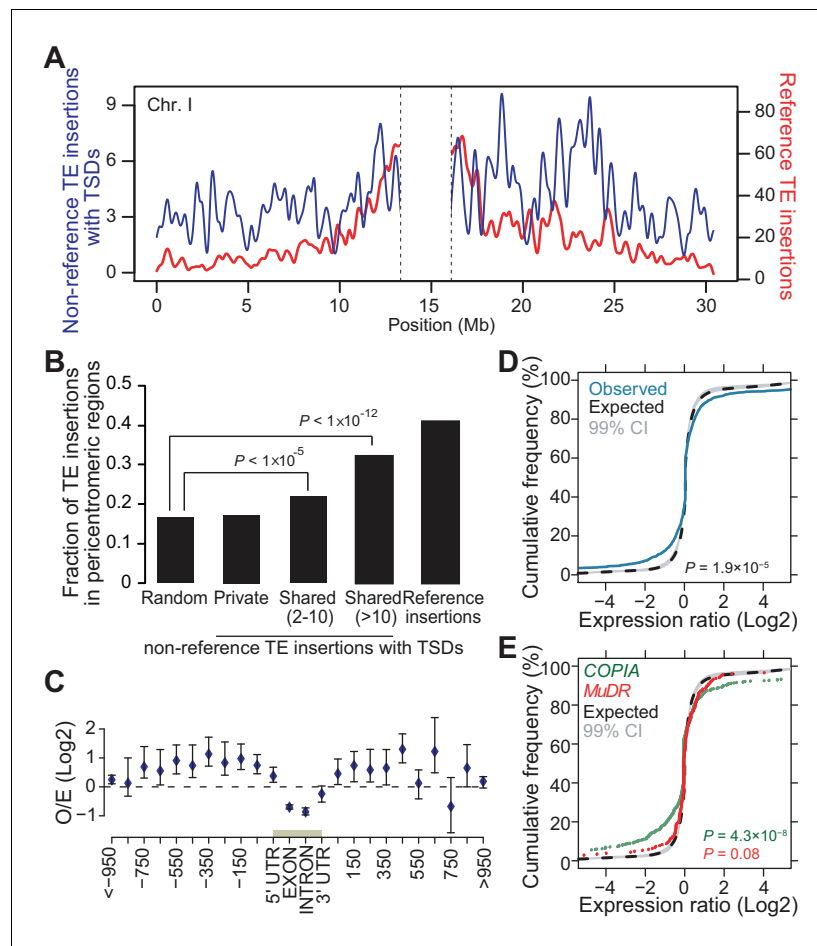 A
Non-reference TE insertions
with TSDs
Reference TE insertions
Chr. I
9
6
3
0
80
60
40
20
0
0
5
10
15
20
25
30
Position (Mb)
B
Fraction of TE insertions
in pericentromeric regions
0.5
0.4
0.3
0.2
0.1
0
P < 1×10-12
P < 1×10-5
Random
Private
Shared
(2-10)
Shared
(>10)
Reference
insertions
non-reference TE insertions with TSDs
C
O/E (Log2)
2
1
0
−1
<−950
−750
−550
−350
−150
5' UTR
EXON
INTRON
3' UTR
150
350
550
750
>950
D
−4
−2
0
2
4
Cumulative frequency (%)
100
80
60
40
20
0
Observed
Expected
99% CI
P = 1.9×10−5
−4
−2
0
2
4
Expression ratio (Log2)
E
Cumulative frequency (%)
100
80
60
40
20
0
COPIA
MuDR
Expected
99% CI
P = 4.3×10−8
P = 0.08
−4
−2
0
2
4
Expression ratio (Log2)